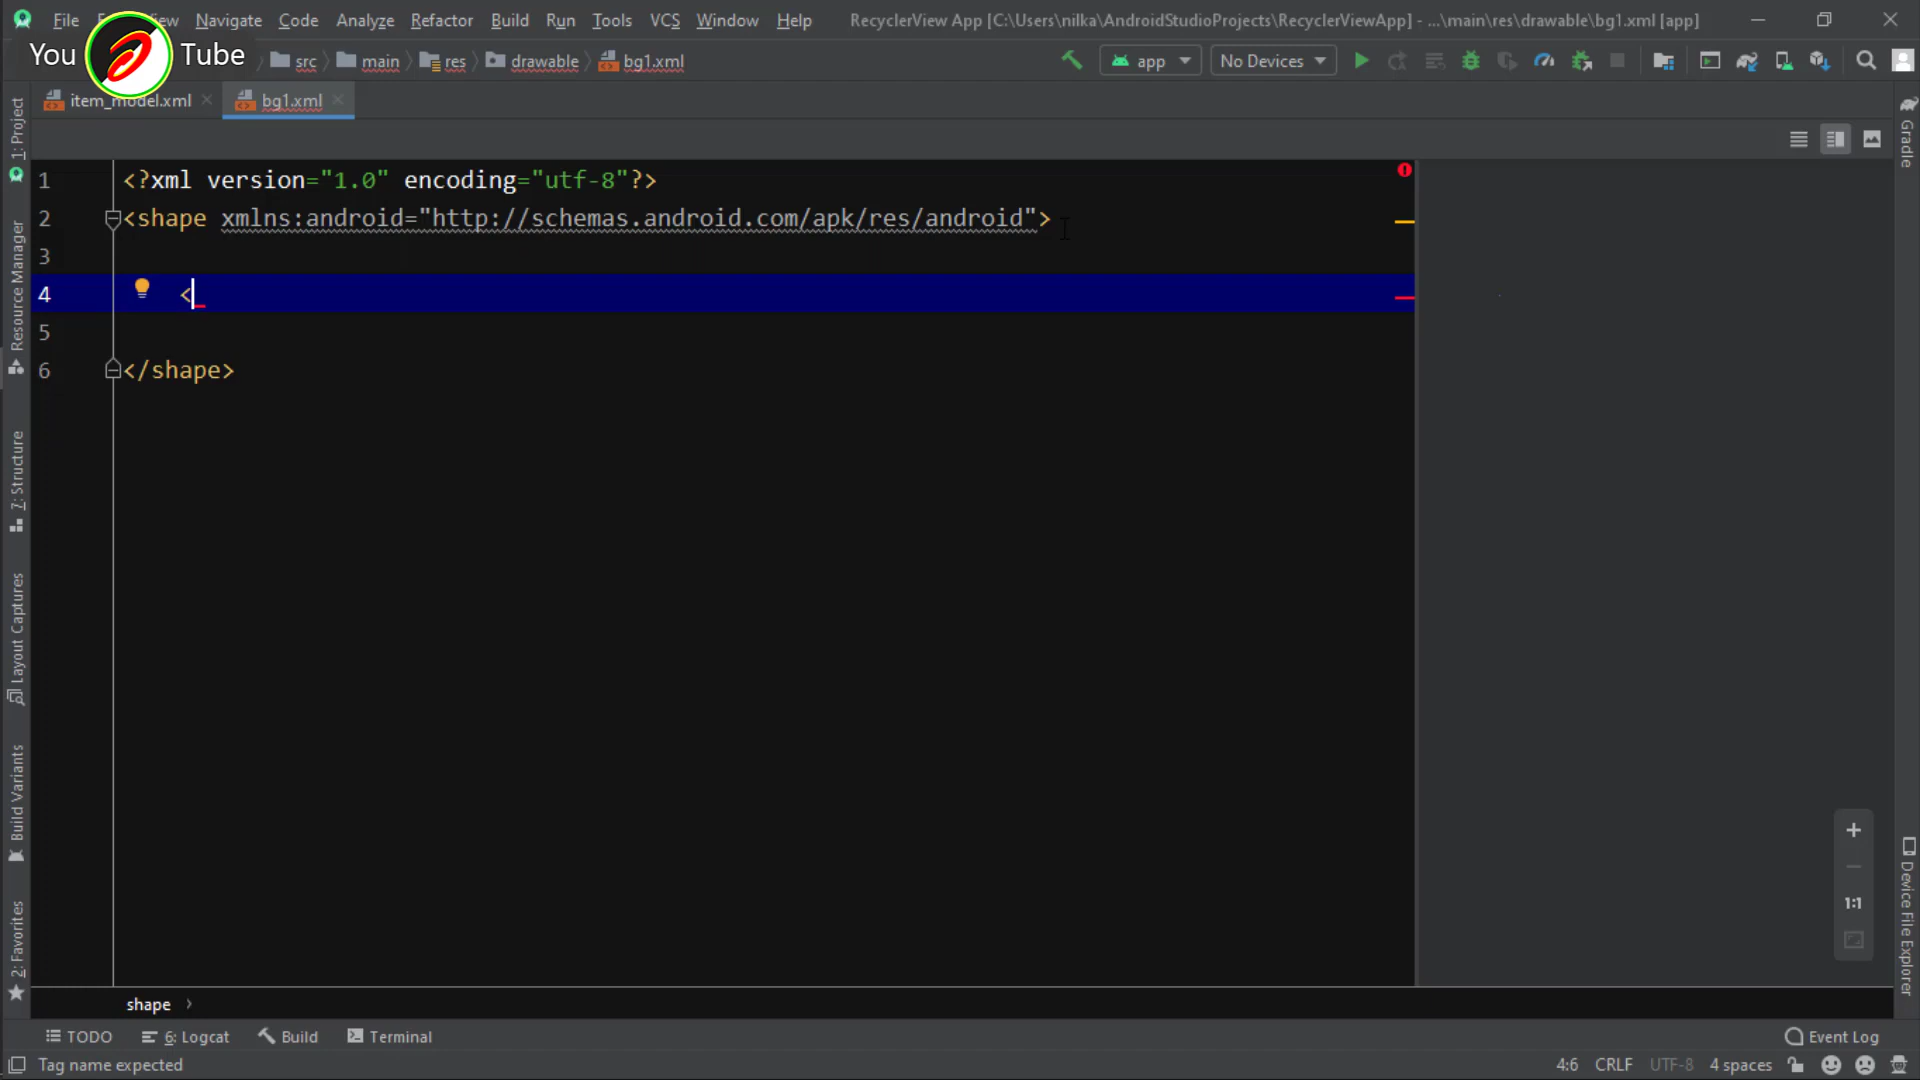 File View Navigate Code Analyze Refactor Build Run Tools VCS Window Help RecyclerView App [C:\Users\nilka\AndroidStudioProjects\RecyclerViewApp] - ...\main\res\drawable\bg1.xml [app]
You Tube
src main res drawable bg1.xml app No Devices
item_model.xml bg1.xml
1 <?xml version="1.0" encoding="utf-8"?>
2 <shape xmlns:android="http://schemas.android.com/apk/res/android">
3
4 <
5
6 </shape>
1: Project
Resource Manager
7: Structure
Layout Captures
Build Variants
2: Favorites
Gradle
Device File Explorer
1:1
shape
TODO 6: Logcat Build Terminal Event Log
Tag name expected 4:6 CRLF UTF-8 4 spaces